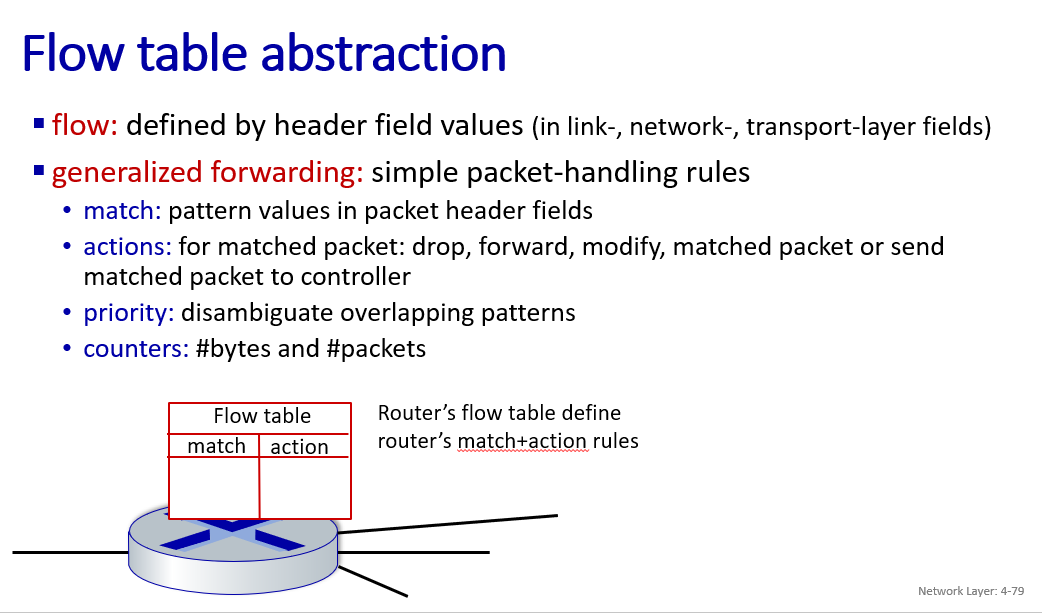 Flow table abstraction
flow: defined by header field values (in link-, network-, transport-layer fields)
generalized forwarding: simple packet-handling rules
match: pattern values in packet header fields
actions: for matched packet: drop, forward, modify, matched packet or send
matched packet to controller
priority: disambiguate overlapping patterns
counters: #bytes and #packets
Flow table
match action
Router’s flow table define
router’s match+action rules
Network Layer: 4-79